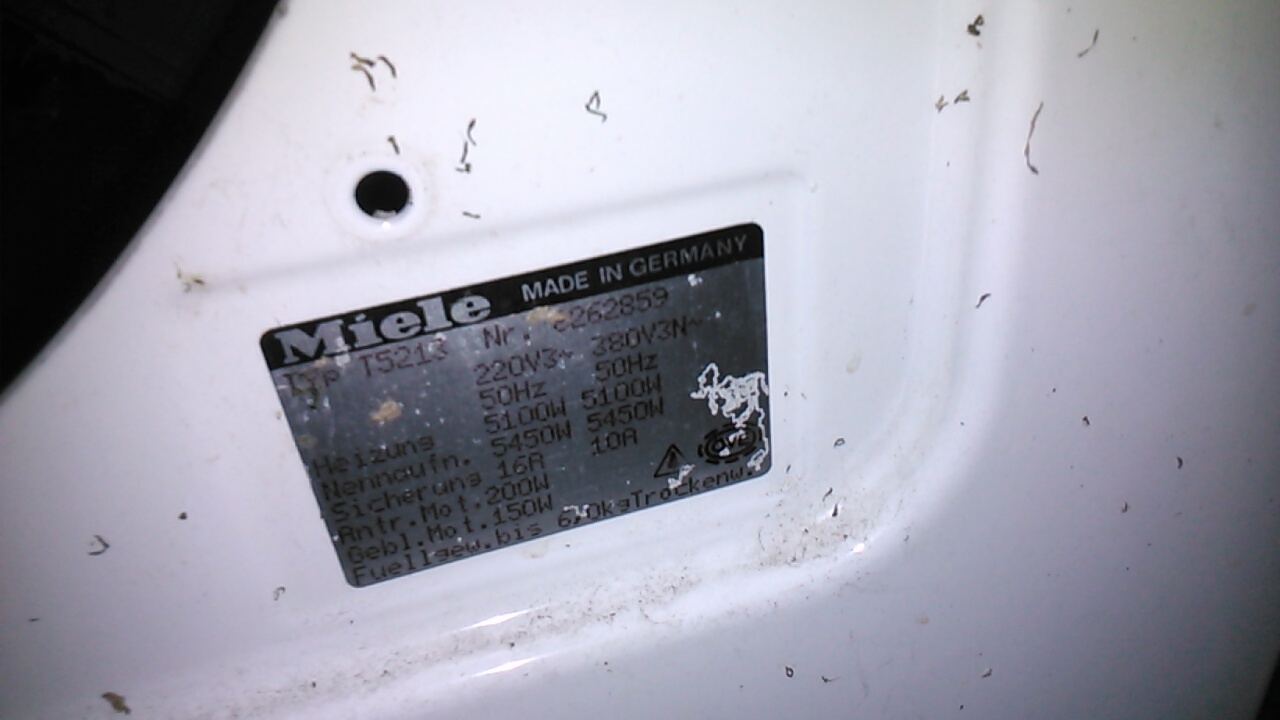 Miele MADE IN GERMANY
Typ T5213 Nr. 6262859
220V3~ 380V3N~
50Hz 50Hz
Heizung 5100W 5100W
Nennaufn. 5450W 5450W
Sicherung 16A 10A
Antr.Mot. 200W
Gebl.Mot. 150W
Fuellgew.bis 6,0kgTrockenw.